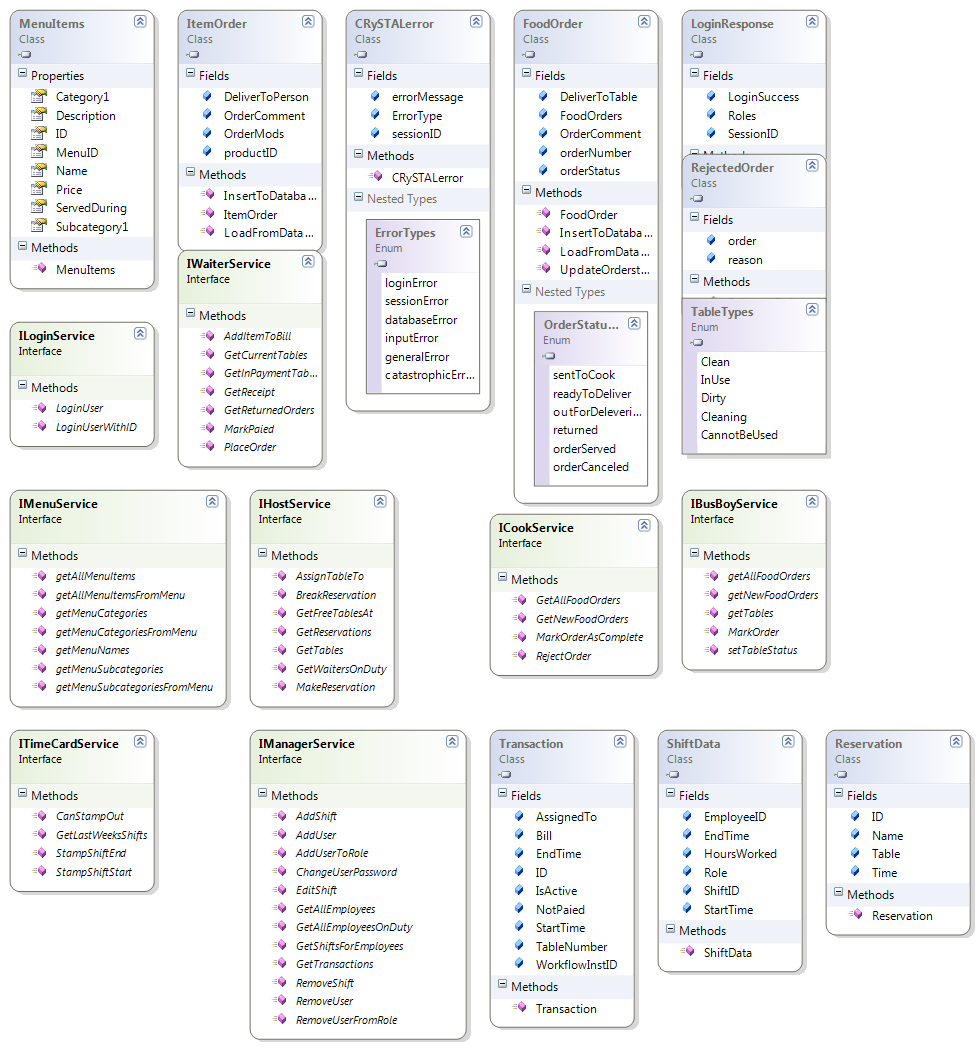 MenuItems
Class
Properties
Category1
Description
ID
MenuID
Name
Price
ServedDuring
Subcategory1
Methods
MenuItems
ItemOrder
Class
Fields
DeliverToPerson
OrderComment
OrderMods
productID
Methods
InsertToDataba...
ItemOrder
LoadFromData...
CRySTALerror
Class
Fields
errorMessage
ErrorType
sessionID
Methods
CRySTALerror
Nested Types
ErrorTypes
Enum
loginError
sessionError
databaseError
inputError
generalError
catastrophicErr...
FoodOrder
Class
Fields
DeliverToTable
FoodOrders
OrderComment
orderNumber
orderStatus
Methods
FoodOrder
InsertToDataba...
LoadFromData...
UpdateOrderst...
Nested Types
OrderStatu...
Enum
sentToCook
readyToDeliver
outForDeleveri...
returned
orderServed
orderCanceled
LoginResponse
Class
Fields
LoginSuccess
Roles
SessionID
RejectedOrder
Class
Fields
order
reason
Methods
TableTypes
Enum
Clean
InUse
Dirty
Cleaning
CannotBeUsed
ILoginService
Interface
Methods
LoginUser
LoginUserWithID
IWaiterService
Interface
Methods
AddItemToBill
GetCurrentTables
GetInPaymentTab...
GetReceipt
GetReturnedOrders
MarkPaied
PlaceOrder
IMenuService
Interface
Methods
getAllMenuItems
getAllMenuItemsFromMenu
getMenuCategories
getMenuCategoriesFromMenu
getMenuNames
getMenuSubcategories
getMenuSubcategoriesFromMenu
IHostService
Interface
Methods
AssignTableTo
BreakReservation
GetFreeTablesAt
GetReservations
GetTables
GetWaitersOnDuty
MakeReservation
ICookService
Interface
Methods
GetAllFoodOrders
GetNewFoodOrders
MarkOrderAsComplete
RejectOrder
IBusBoyService
Interface
Methods
getAllFoodOrders
getNewFoodOrders
getTables
MarkOrder
setTableStatus
ITimeCardService
Interface
Methods
CanStampOut
GetLastWeeksShifts
StampShiftEnd
StampShiftStart
IManagerService
Interface
Methods
AddShift
AddUser
AddUserToRole
ChangeUserPassword
EditShift
GetAllEmployees
GetAllEmployeesOnDuty
GetShiftsForEmployees
GetTransactions
RemoveShift
RemoveUser
RemoveUserFromRole
Transaction
Class
Fields
AssignedTo
Bill
EndTime
ID
IsActive
NotPaied
StartTime
TableNumber
WorkflowInstID
Methods
Transaction
ShiftData
Class
Fields
EmployeeID
EndTime
HoursWorked
Role
ShiftID
StartTime
Methods
ShiftData
Reservation
Class
Fields
ID
Name
Table
Time
Methods
Reservation